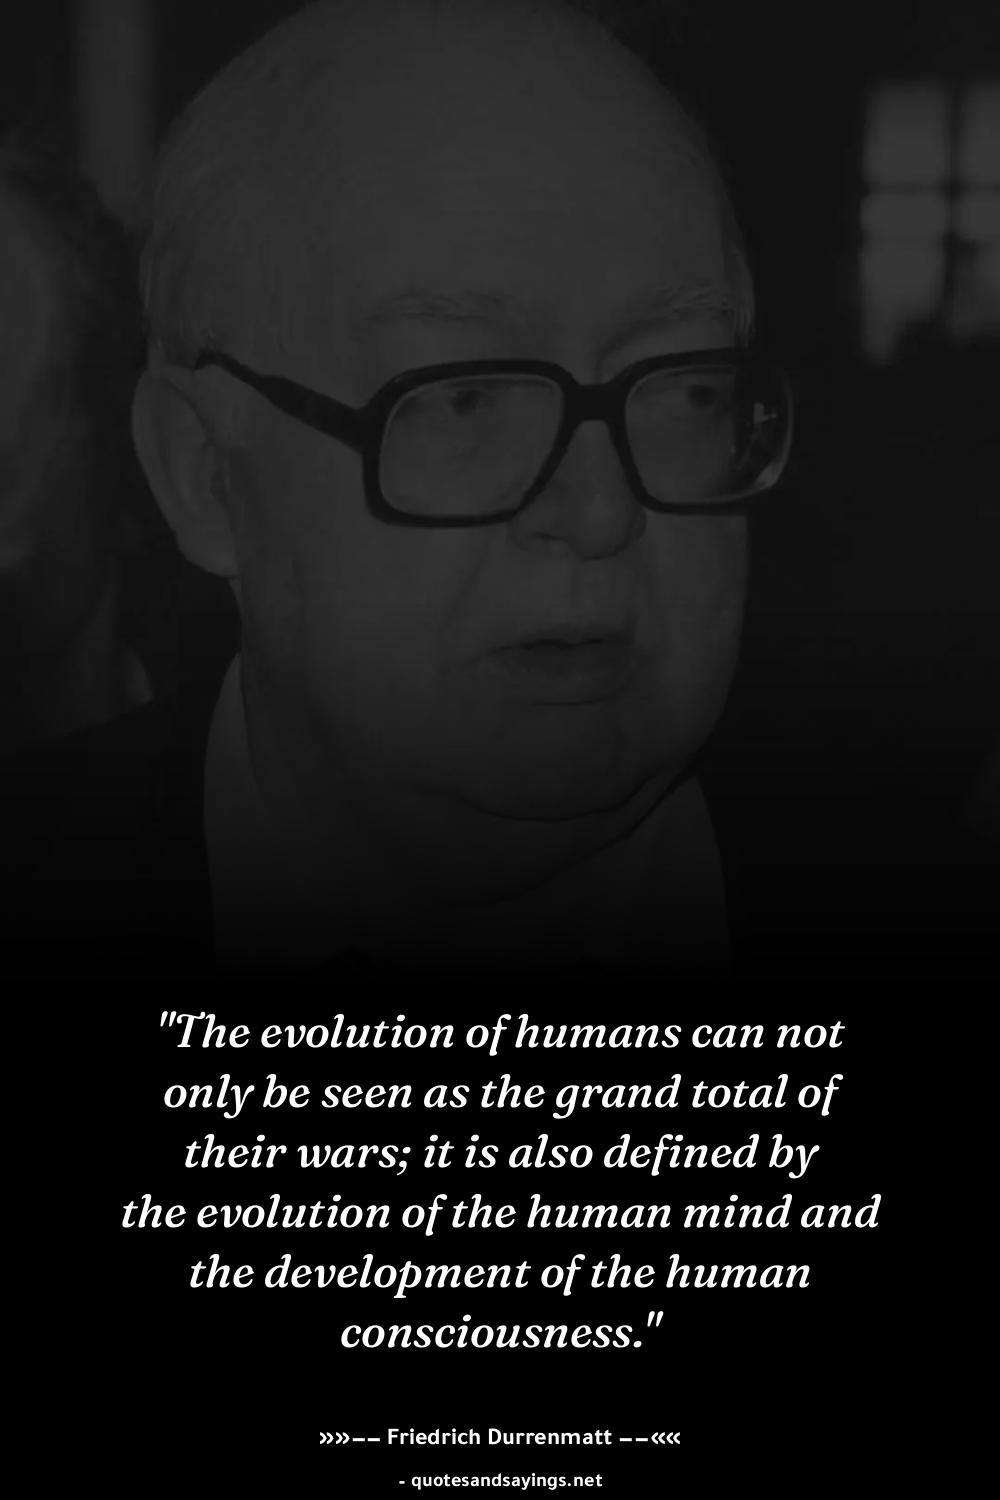 "The evolution of humans can not
only be seen as the grand total of
their wars; it is also defined by
the evolution of the human mind and
the development of the human
consciousness."
»»–– Friedrich Durrenmatt ––««
- quotesandsayings.net